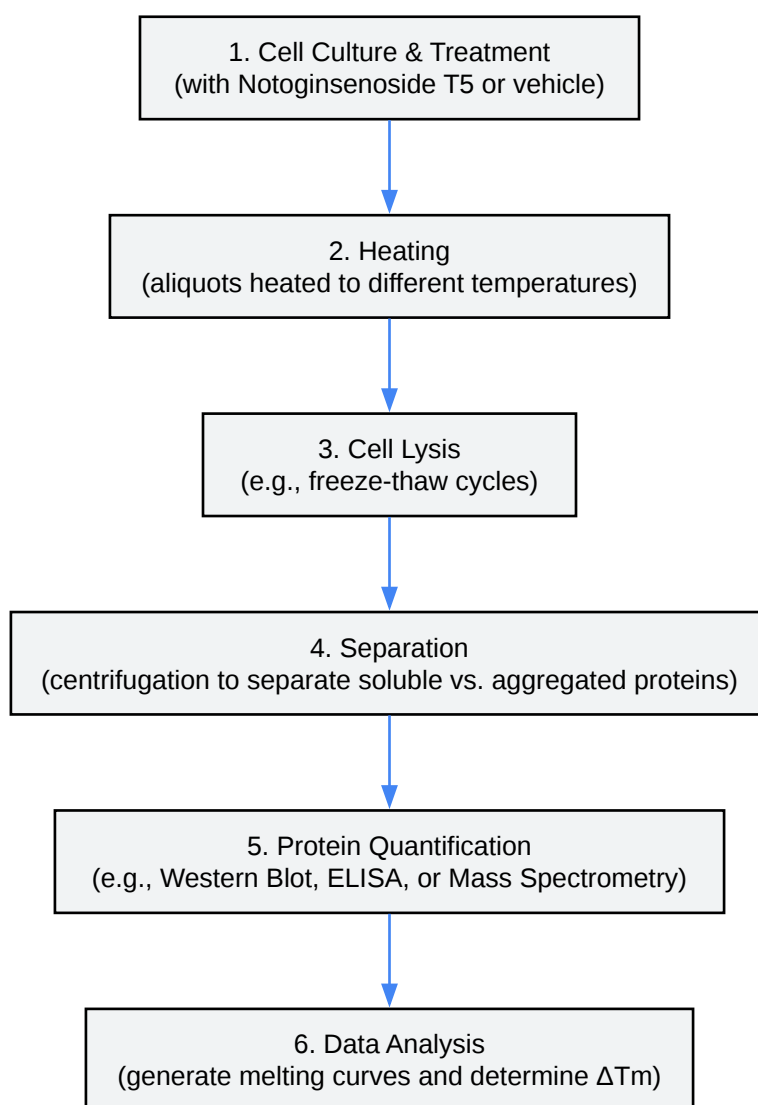 1. Cell Culture & Treatment
(with Notoginsenoside T5 or vehicle)
2. Heating
(aliquots heated to different temperatures)
3. Cell Lysis
(e.g., freeze-thaw cycles)
4. Separation
(centrifugation to separate soluble vs. aggregated proteins)
5. Protein Quantification
(e.g., Western Blot, ELISA, or Mass Spectrometry)
6. Data Analysis
(generate melting curves and determine ΔTm)